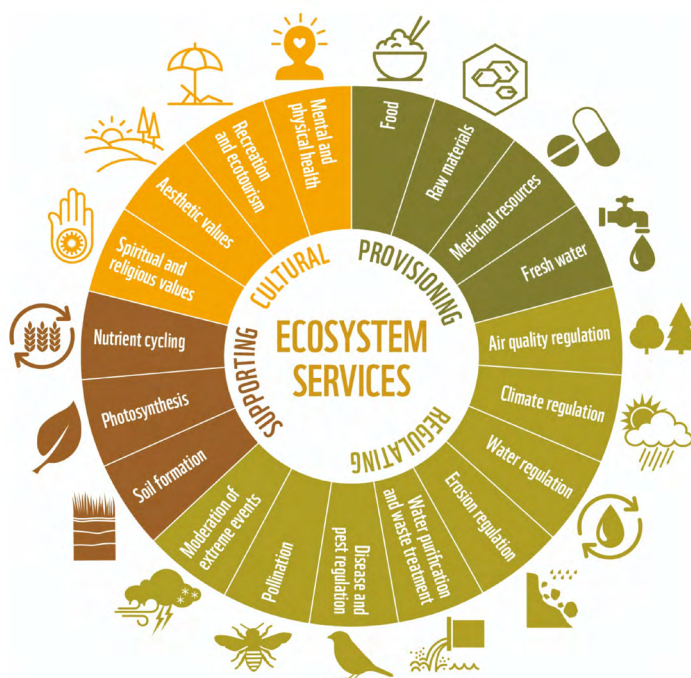 ECOSYSTEM
SERVICES
PROVISIONING
Food
Raw materials
Medicinal resources
Fresh water
REGULATING
Air quality regulation
Climate regulation
Water regulation
Erosion regulation
Water purification
and waste treatment
Disease and
pest regulation
Pollination
Moderation of
extreme events
SUPPORTING
Soil formation
Photosynthesis
Nutrient cycling
CULTURAL
Spiritual and
religious values
Aesthetic values
Recreation
and ecotourism
Mental and
physical health